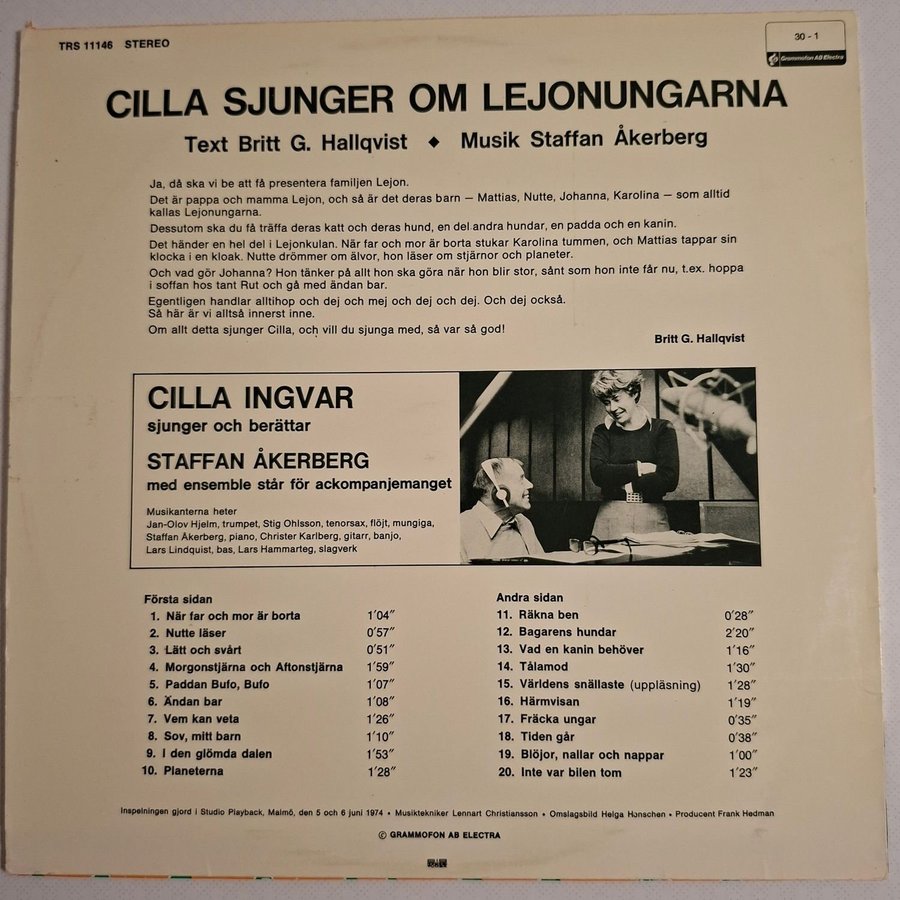 TRS 11146 STEREO
30 - 1
Grammofon AB Electra
CILLA SJUNGER OM LEJONUNGARNA
Text Britt G. Hallqvist ♦ Musik Staffan Åkerberg
Ja, då ska vi be att få presentera familjen Lejon.
Det är pappa och mamma Lejon, och så är det deras barn — Mattias, Nutte, Johanna, Karolina — som alltid
kallas Lejonungarna.
Dessutom ska du få träffa deras katt och deras hund, en del andra hundar, en padda och en kanin.
Det händer en hel del i Lejonkulan. När far och mor är borta stukar Karolina tummen, och Mattias tappar sin
klocka i en kloak. Nutte drömmer om älvor, hon läser om stjärnor och planeter.
Och vad gör Johanna? Hon tänker på allt hon ska göra när hon blir stor, sånt som hon inte får nu, t.ex. hoppa
i soffan hos tant Rut och gå med ändan bar.
Egentligen handlar alltihop och dej och mej och dej och dej. Och dej också.
Så här är vi alltså innerst inne.
Om allt detta sjunger Cilla, och vill du sjunga med, så var så god!
Britt G. Hallqvist
CILLA INGVAR
sjunger och berättar
STAFFAN ÅKERBERG
med ensemble står för ackompanjemanget
Musikanterna heter
Jan-Olov Hjelm, trumpet, Stig Ohlsson, tenorsax, flöjt, mungiga,
Staffan Åkerberg, piano, Christer Karlberg, gitarr, banjo,
Lars Lindquist, bas, Lars Hammarteg, slagverk
Första sidan
1. När far och mor är borta 1′04″
2. Nutte läser 0′57″
3. Lätt och svårt 0′51″
4. Morgonstjärna och Aftonstjärna 1′59″
5. Paddan Bufo, Bufo 1′07″
6. Ändan bar 1′08″
7. Vem kan veta 1′26″
8. Sov, mitt barn 1′10″
9. I den glömda dalen 1′53″
10. Planeterna 1′28″
Andra sidan
11. Räkna ben 0′28″
12. Bagarens hundar 2′20″
13. Vad en kanin behöver 1′16″
14. Tålamod 1′30″
15. Världens snällaste (uppläsning) 1′28″
16. Härmvisan 1′19″
17. Fräcka ungar 0′35″
18. Tiden går 0′38″
19. Blöjor, nallar och nappar 1′00″
20. Inte var bilen tom 1′23″
Inspelningen gjord i Studio Playback, Malmö, den 5 och 6 juni 1974 • Musiktekniker Lennart Christiansson • Omslagsbild Helga Henschen • Producent Frank Hedman
© GRAMMOFON AB ELECTRA